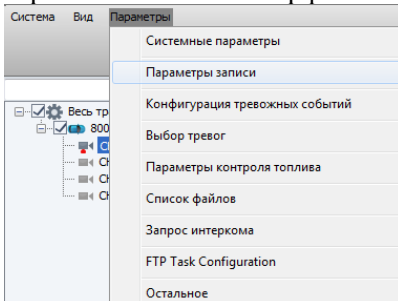 Система Вид Параметры
Системные параметры
Параметры записи
Весь тр
Конфигурация тревожных событий
800
Выбор тревог
Параметры контроля топлива
Список файлов
Запрос интеркома
FTP Task Configuration
Остальное